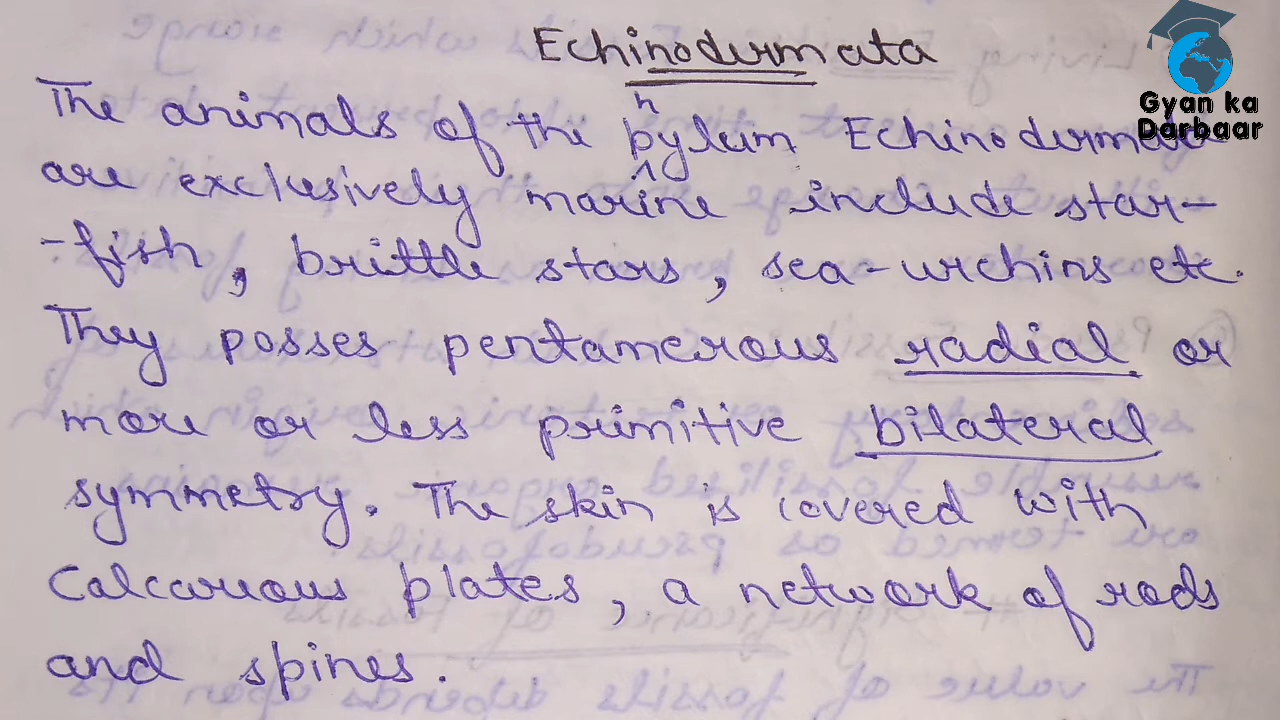 Echinodermata
Gyan ka
Darbaar
The animals of the phylum Echinodermata
are exclusively marine include star-
-fish, brittle stars, sea-urchins etc.
They posses pentamerous radial or
more or less primitive bilateral
symmetry. The skin is covered with
Calcareous plates, a network of rods
and spines.